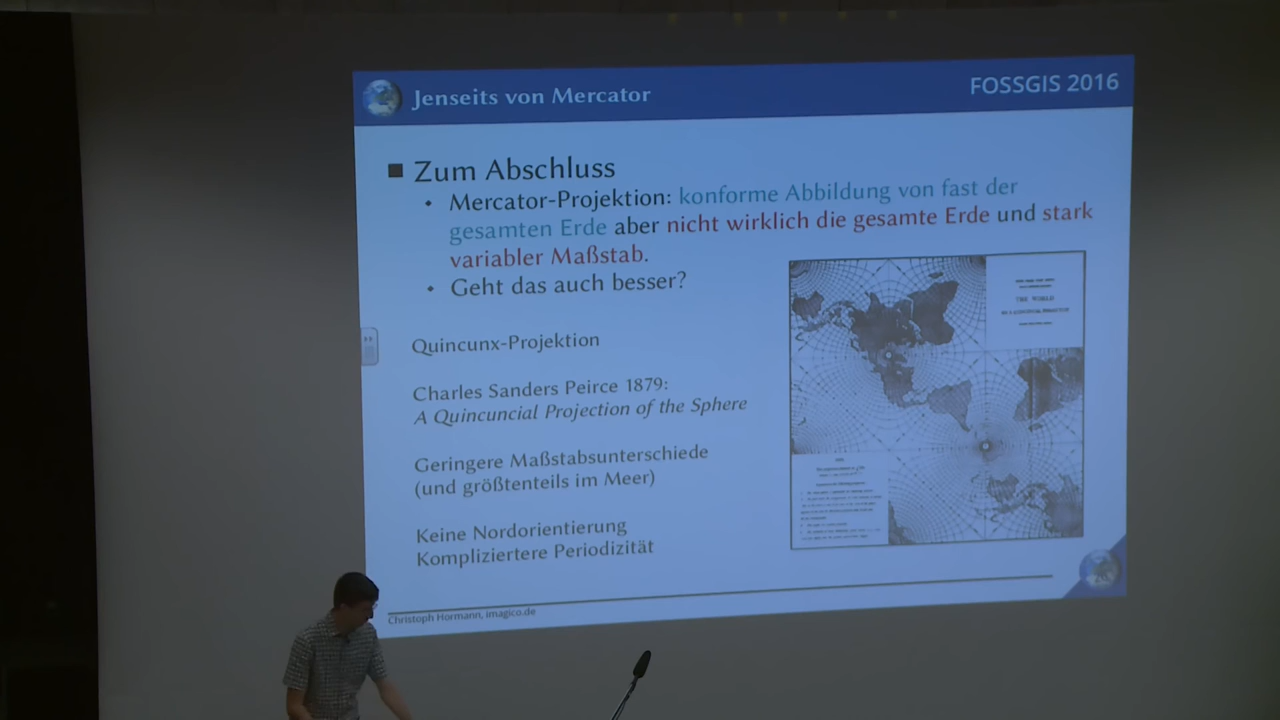 Jenseits von Mercator
FOSSGIS 2016
Zum Abschluss
Mercator-Projektion: konforme Abbildung von fast der
gesamten Erde aber nicht wirklich die gesamte Erde und stark
variabler Maßstab.
Geht das auch besser?
THE WORLD
Quincunx-Projektion
Charles Sanders Peirce 1879:
A Quincuncial Projection of the Sphere
Geringere Maßstabsunterschiede
(und größtenteils im Meer)
Keine Nordorientierung
Kompliziertere Periodizität
Christoph Hormann, imagico.de